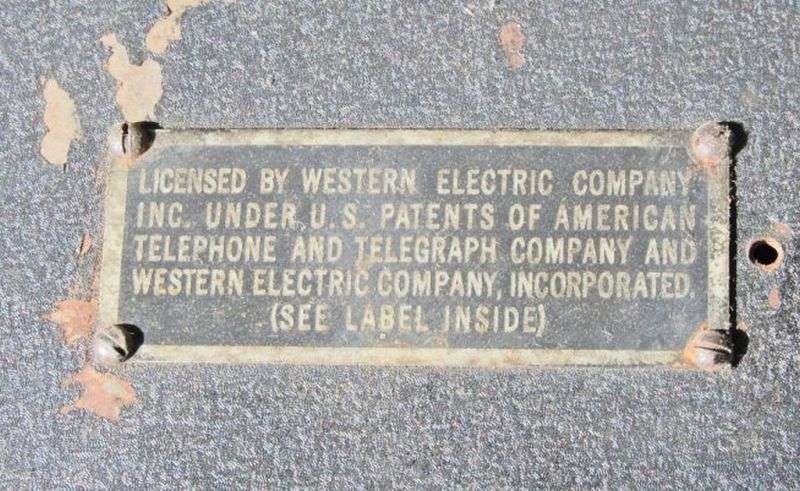 LICENSED BY WESTERN ELECTRIC COMPANY
INC. UNDER U.S. PATENTS OF AMERICAN
TELEPHONE AND TELEGRAPH COMPANY AND
WESTERN ELECTRIC COMPANY, INCORPORATED.
(SEE LABEL INSIDE)